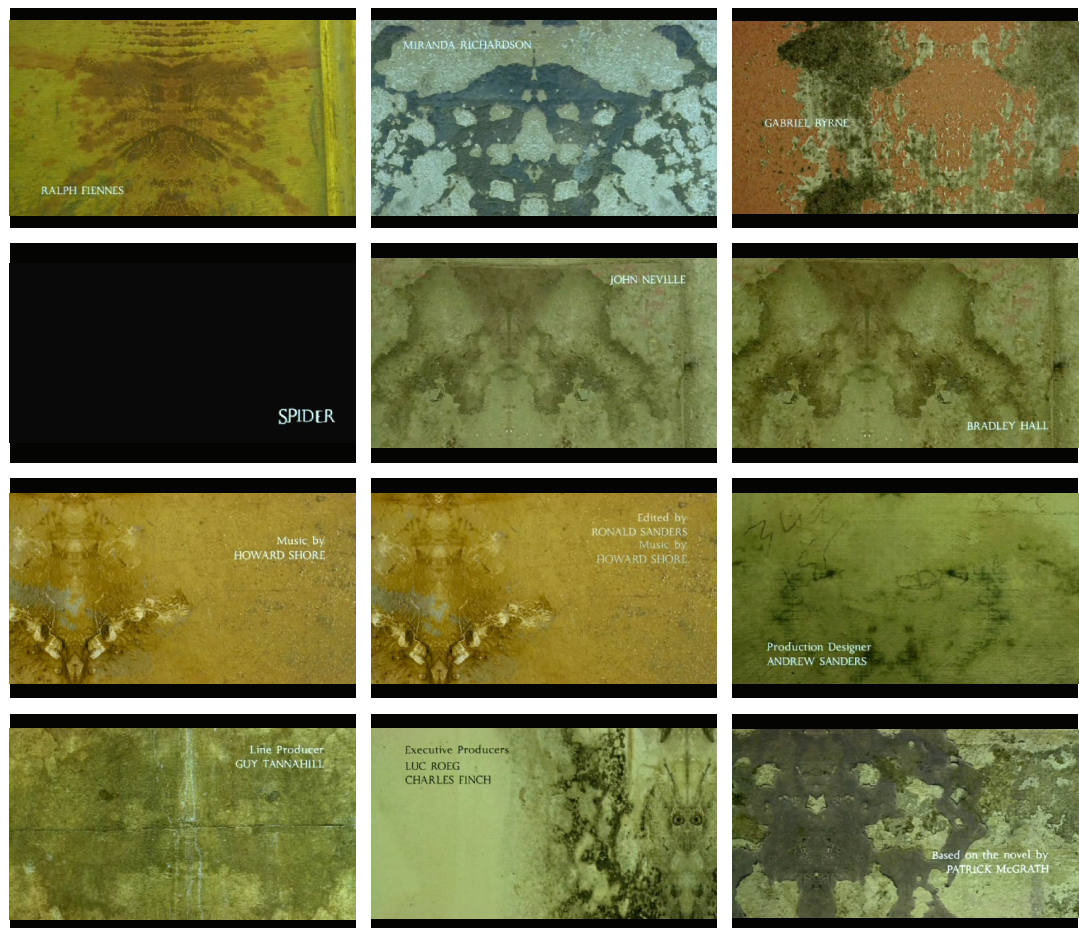 RALPH FIENNES
MIRANDA RICHARDSON
GABRIEL BYRNE
SPIDER
JOHN NEVILLE
BRADLEY HALL
Music by
HOWARD SHORE
Edited by
RONALD SANDERS
Music by
HOWARD SHORE
Production Designer
ANDREW SANDERS
Line Producer
GUY TANNAHILL
Executive Producers
LUC ROEG
CHARLES FINCH
Based on the novel by
PATRICK McGRATH